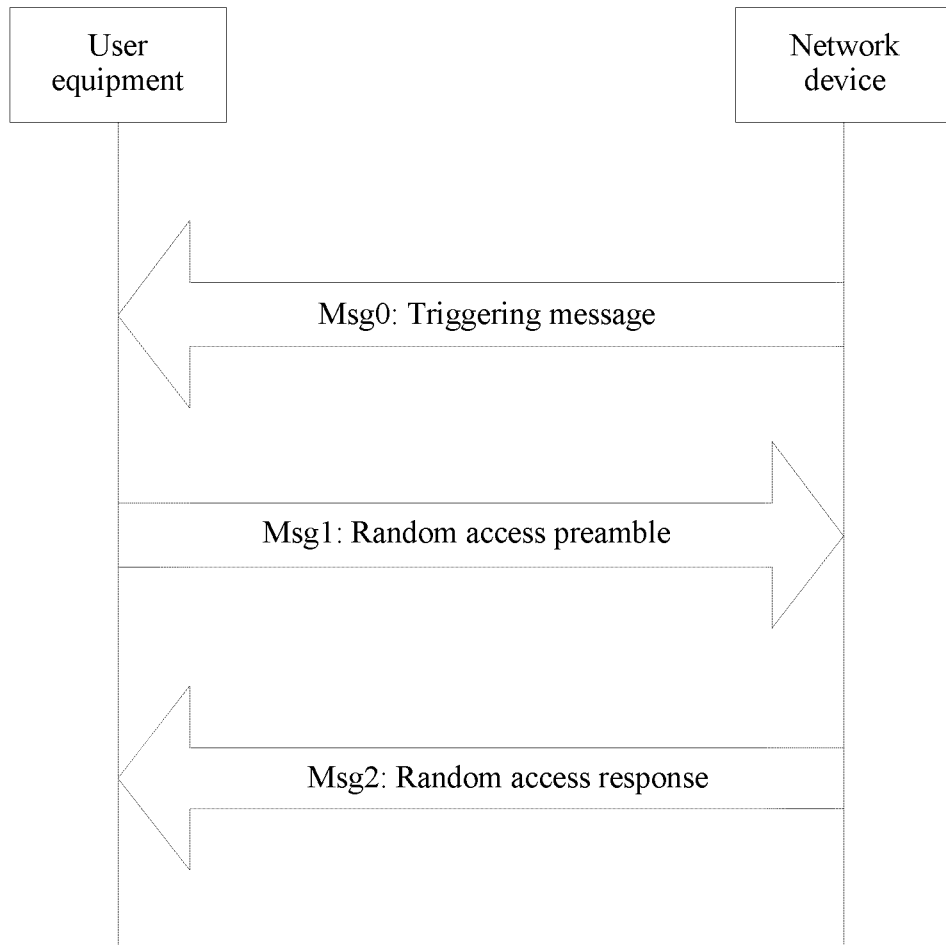 User
equipment
Network
device
Msg0: Triggering message
Msg1: Random access preamble
Msg2: Random access response